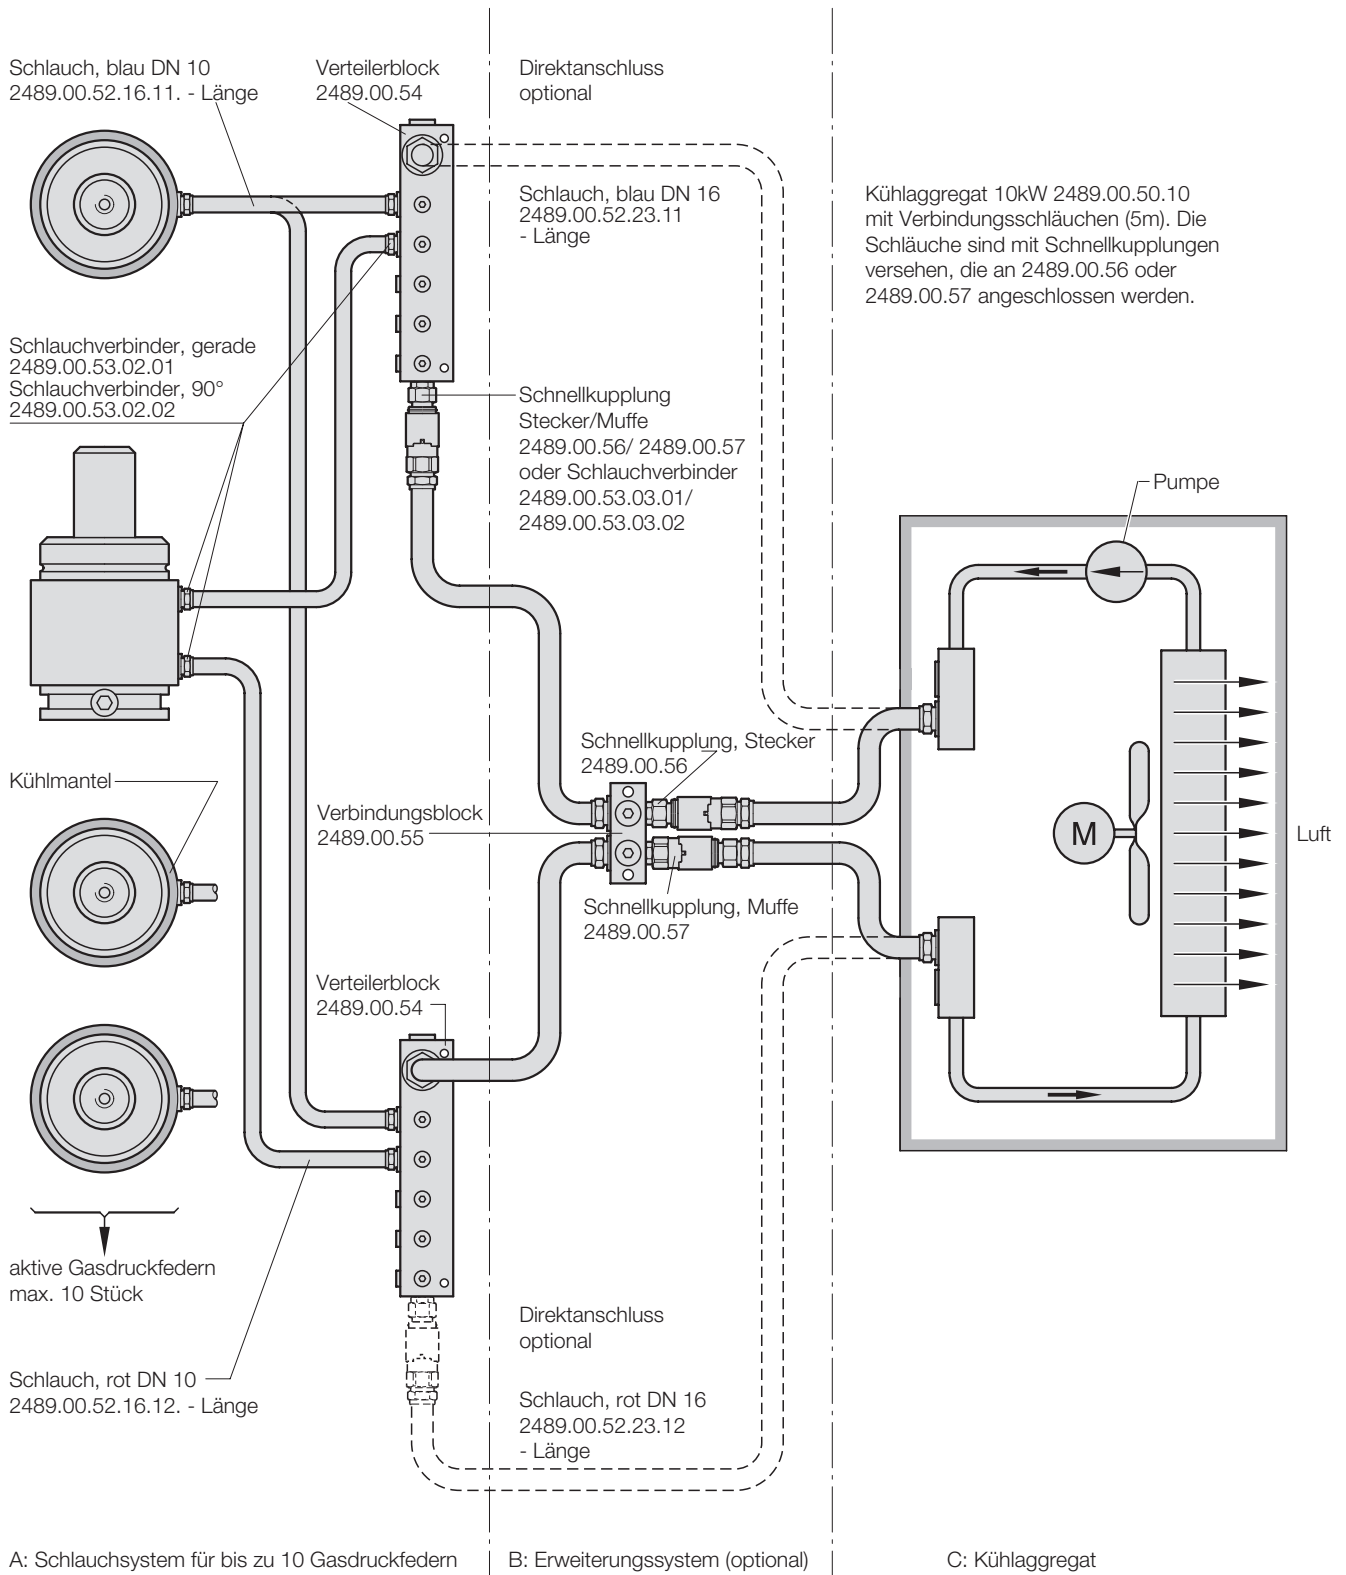 Schlauch, blau DN 10
2489.00.52.16.11. - Länge
Verteilerblock
2489.00.54
Direktanschluss
optional
Schlauch, blau DN 16
2489.00.52.23.11
- Länge
Kühlaggregat 10kW 2489.00.50.10
mit Verbindungsschläuchen (5m). Die
Schläuche sind mit Schnellkupplungen
versehen, die an 2489.00.56 oder
2489.00.57 angeschlossen werden.
Schlauchverbinder, gerade
2489.00.53.02.01
Schlauchverbinder, 90°
2489.00.53.02.02
Schnellkupplung
Stecker/Muffe
2489.00.56/ 2489.00.57
oder Schlauchverbinder
2489.00.53.03.01/
2489.00.53.03.02
Pumpe
Schnellkupplung, Stecker
2489.00.56
Kühlmantel
Verbindungsblock
2489.00.55
M
Luft
Schnellkupplung, Muffe
2489.00.57
Verteilerblock
2489.00.54
aktive Gasdruckfedern
max. 10 Stück
Direktanschluss
optional
Schlauch, rot DN 10
2489.00.52.16.12. - Länge
Schlauch, rot DN 16
2489.00.52.23.12
- Länge
A: Schlauchsystem für bis zu 10 Gasdruckfedern
B: Erweiterungssystem (optional)
C: Kühlaggregat